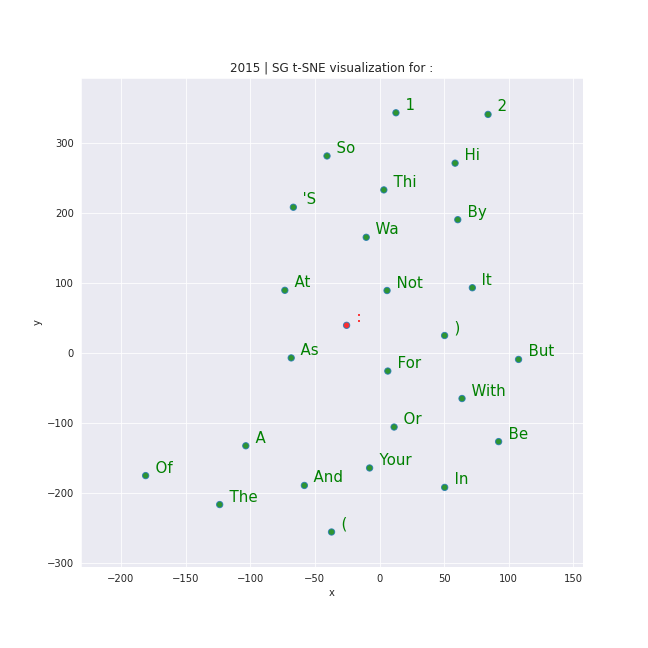 2015 | SG t-SNE visualization for :
1
2
So
Hi
Thi
'S
By
Wa
At
Not
It
:
)
As
But
For
With
Or
A
Be
Your
Of
And
In
The
(
300
200
100
0
−100
−200
−300
y
−200
−150
−100
−50
0
50
100
150
x